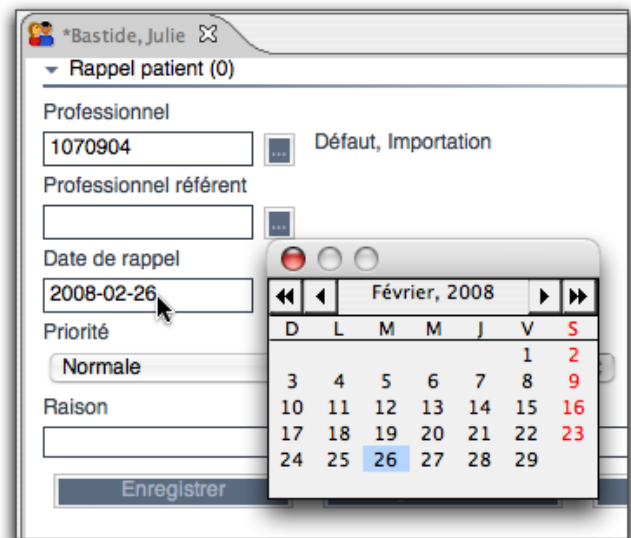 *Bastide, Julie
Rappel patient (0)
Professionnel
1070904 ... Défaut, Importation
Professionnel référent
...
Date de rappel
2008-02-26
Priorité
Normale
Raison
Enregistrer
Février, 2008
D L M M J V S
1 2
3 4 5 6 7 8 9
10 11 12 13 14 15 16
17 18 19 20 21 22 23
24 25 26 27 28 29